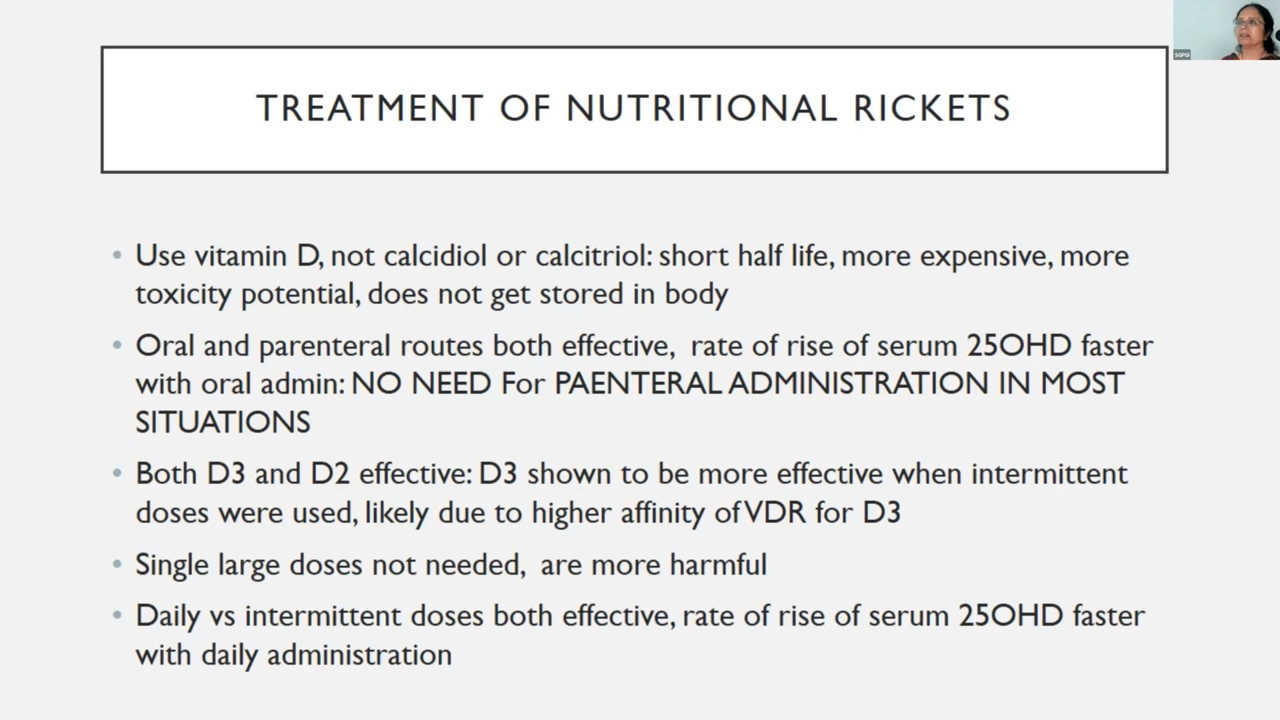 SGPGI
TREATMENT OF NUTRITIONAL RICKETS
• Use vitamin D, not calcidiol or calcitriol: short half life, more expensive, more
toxicity potential, does not get stored in body
• Oral and parenteral routes both effective, rate of rise of serum 25OHD faster
with oral admin: NO NEED For PAENTERAL ADMINISTRATION IN MOST
SITUATIONS
• Both D3 and D2 effective: D3 shown to be more effective when intermittent
doses were used, likely due to higher affinity of VDR for D3
• Single large doses not needed, are more harmful
• Daily vs intermittent doses both effective, rate of rise of serum 25OHD faster
with daily administration